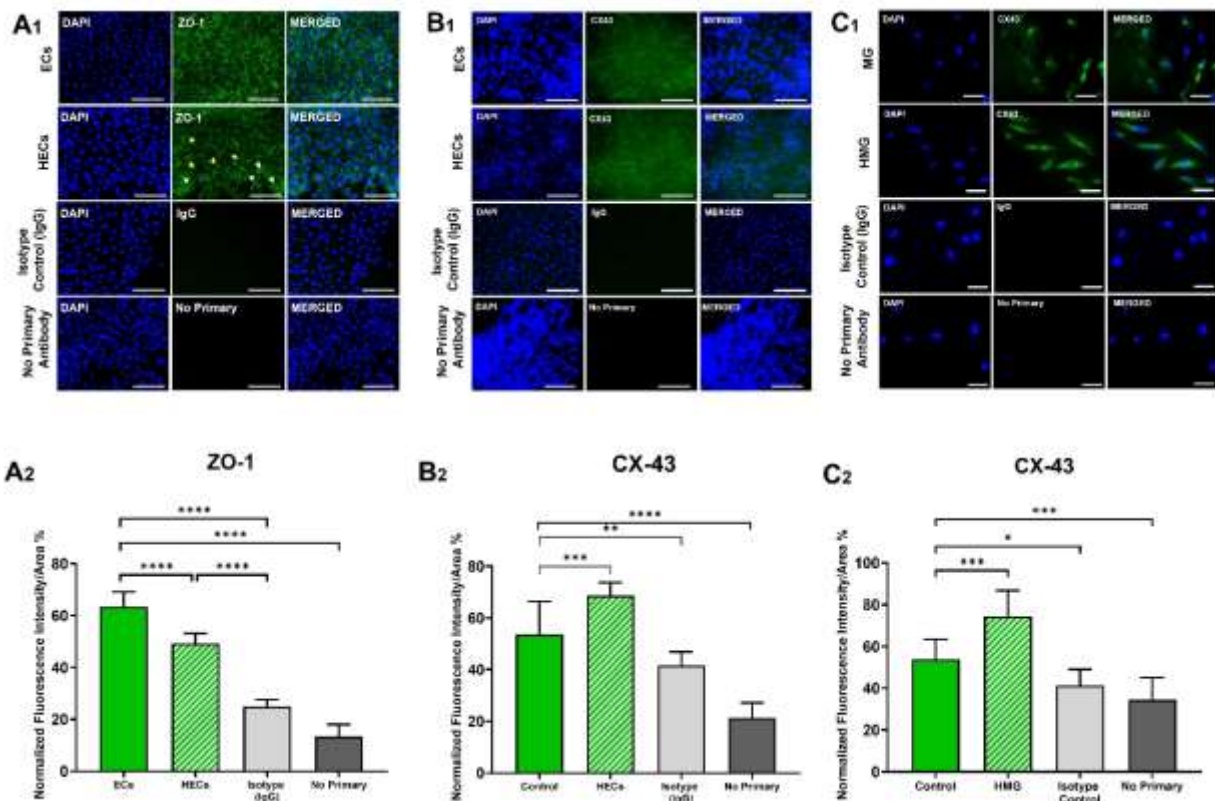 A1
DAPI ZO-1 MERGED
ECs
DAPI ZO-1 MERGED
HECs
DAPI IgG MERGED
Isotype
Control (IgG)
DAPI No Primary MERGED
No Primary
Antibody
B1
DAPI CX43 MERGED
ECs
DAPI CX43 MERGED
HECs
DAPI IgG MERGED
Isotype
Control (IgG)
DAPI No Primary MERGED
No Primary
Antibody
C1
DAPI CX43 MERGED
MG
DAPI CX43 MERGED
HMG
DAPI IgG MERGED
Isotype
Control (IgG)
DAPI No Primary MERGED
No Primary
Antibody
A2
ZO-1
Normalized Fluorescence Intensity/Area %
****
****
**** ****
80
60
40
20
0
ECs HECs Isotype (IgG) No Primary
B2
CX-43
Normalized Fluorescence Intensity/Area %
****
**
***
80
60
40
20
0
Control HECs Isotype (IgG) No Primary
C2
CX-43
Normalized Fluorescence Intensity/Area %
***
*
***
100
80
60
40
20
0
Control HMG Isotype Control No Primary